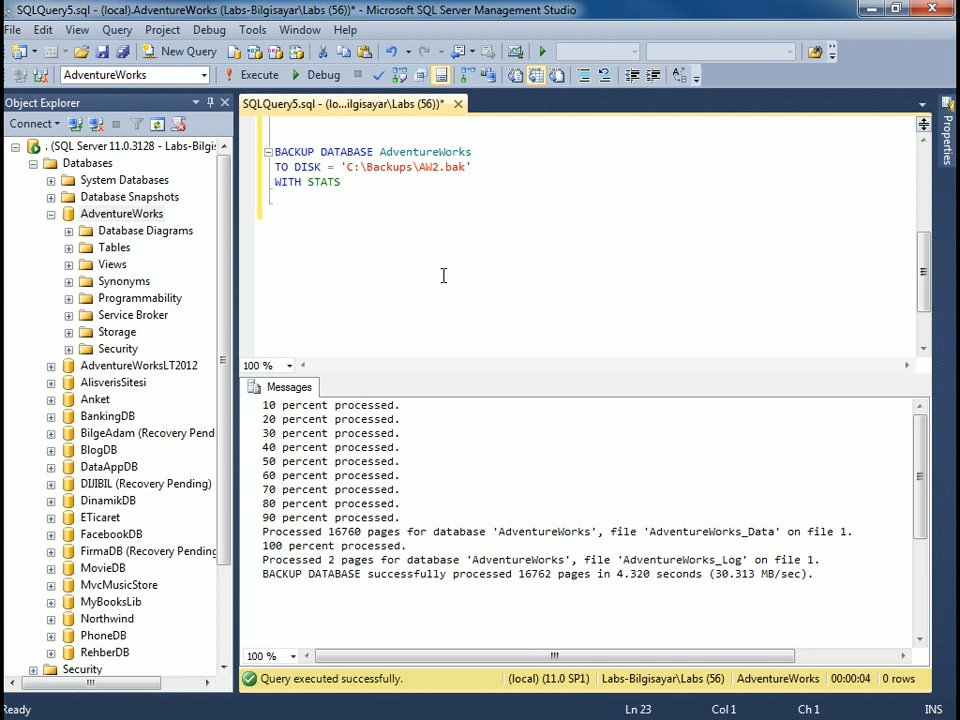 SQLQuery5.sql - (local).AdventureWorks (Labs-Bilgisayar\Labs (56))* - Microsoft SQL Server Management Studio
File Edit View Query Project Debug Tools Window Help
New Query
AdventureWorks Execute Debug
Object Explorer
Connect
. (SQL Server 11.0.3128 - Labs-Bilgis
Databases
System Databases
Database Snapshots
AdventureWorks
Database Diagrams
Tables
Views
Synonyms
Programmability
Service Broker
Storage
Security
AdventureWorksLT2012
AlisverisSitesi
Anket
BankingDB
BilgeAdam (Recovery Pend
BlogDB
DataAppDB
DIJIBIL (Recovery Pending)
DinamikDB
ETicaret
FacebookDB
FirmaDB (Recovery Pending
MovieDB
MvcMusicStore
MyBooksLib
Northwind
PhoneDB
RehberDB
Security
SQLQuery5.sql - (lo...ilgisayar\Labs (56))*
BACKUP DATABASE AdventureWorks
TO DISK = 'C:\Backups\AW2.bak'
WITH STATS
100 %
Messages
10 percent processed.
20 percent processed.
30 percent processed.
40 percent processed.
50 percent processed.
60 percent processed.
70 percent processed.
80 percent processed.
90 percent processed.
Processed 16760 pages for database 'AdventureWorks', file 'AdventureWorks_Data' on file 1.
100 percent processed.
Processed 2 pages for database 'AdventureWorks', file 'AdventureWorks_Log' on file 1.
BACKUP DATABASE successfully processed 16762 pages in 4.320 seconds (30.313 MB/sec).
100 %
Query executed successfully. (local) (11.0 SP1) Labs-Bilgisayar\Labs (56) AdventureWorks 00:00:04 0 rows
Properties
Ready Ln 23 Col 1 Ch 1 INS